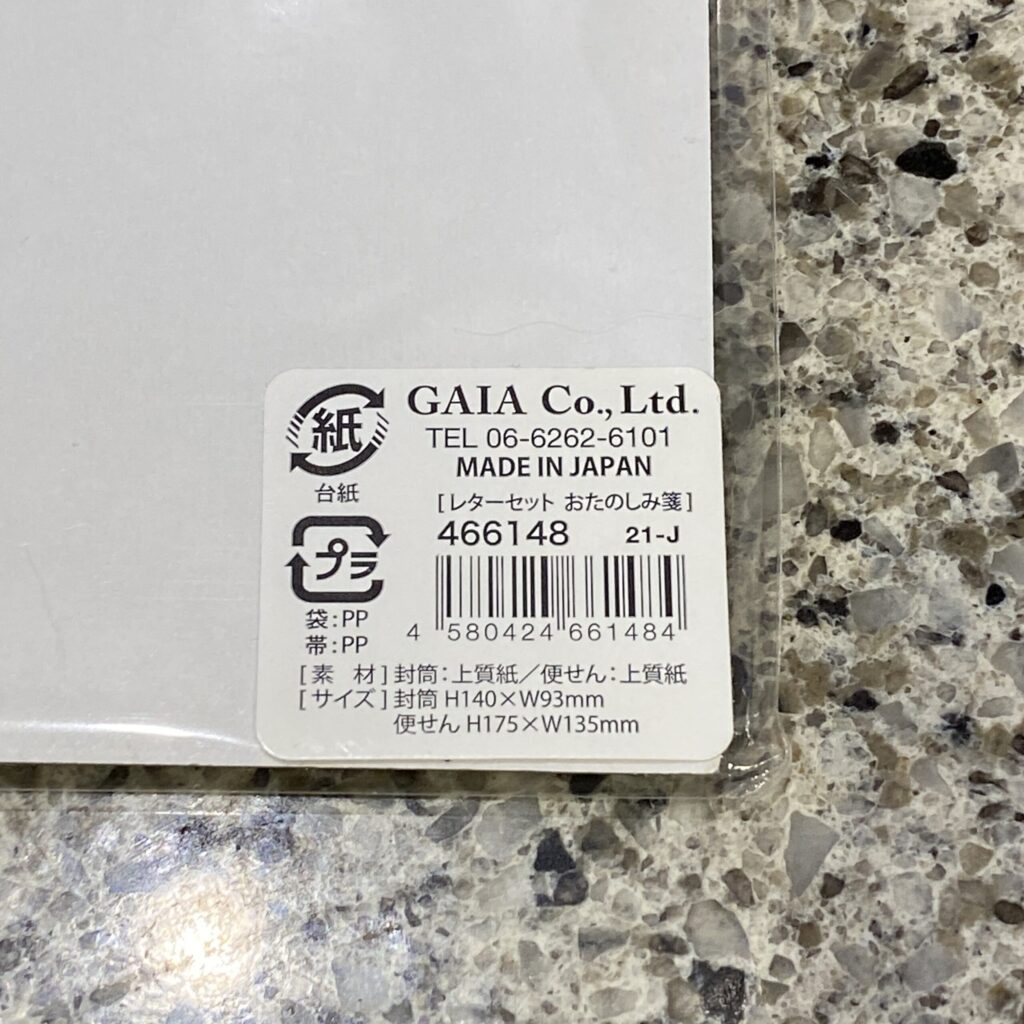 紙
台紙
プラ
袋:PP
帯:PP
GAIA Co., Ltd.
TEL 06-6262-6101
MADE IN JAPAN
[レターセット おたのしみ箋]
466148 21-J
4 580424 661484
[素 材]封筒:上質紙/便せん:上質紙
[サイズ]封筒 H140×W93mm
便せん H175×W135mm